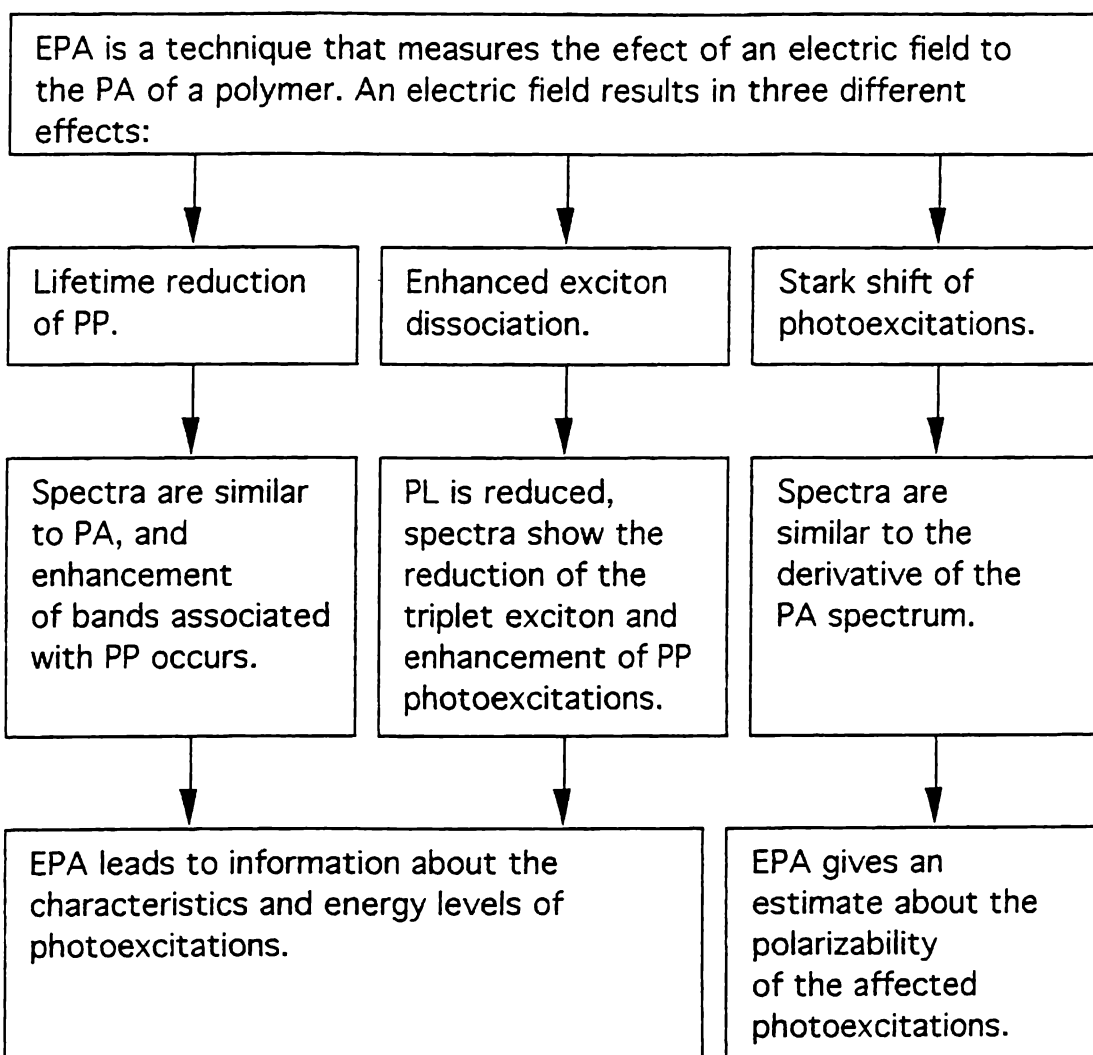 EPA is a technique that measures the efect of an electric field to
the PA of a polymer. An electric field results in three different
effects:
Lifetime reduction
of PP.
Enhanced exciton
dissociation.
Stark shift of
photoexcitations.
Spectra are similar
to PA, and
enhancement
of bands associated
with PP occurs.
PL is reduced,
spectra show the
reduction of the
triplet exciton and
enhancement of PP
photoexcitations.
Spectra are
similar to the
derivative of the
PA spectrum.
EPA leads to information about the
characteristics and energy levels of
photoexcitations.
EPA gives an
estimate about the
polarizability
of the affected
photoexcitations.